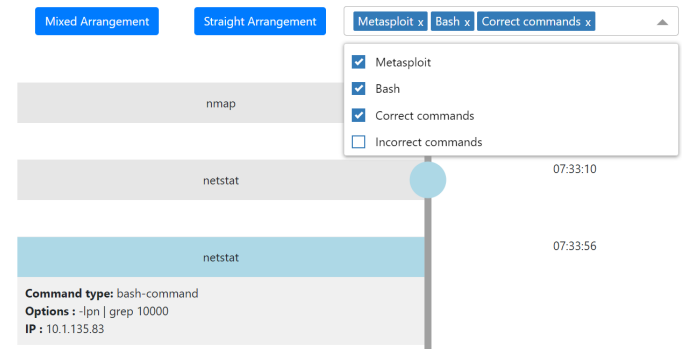 Mixed Arrangement
Straight Arrangement
Metasploit x Bash x Correct commands x
Metasploit
Bash
Correct commands
Incorrect commands
nmap
netstat
07:33:10
netstat
07:33:56
Command type: bash-command
Options : -lpn | grep 10000
IP : 10.1.135.83